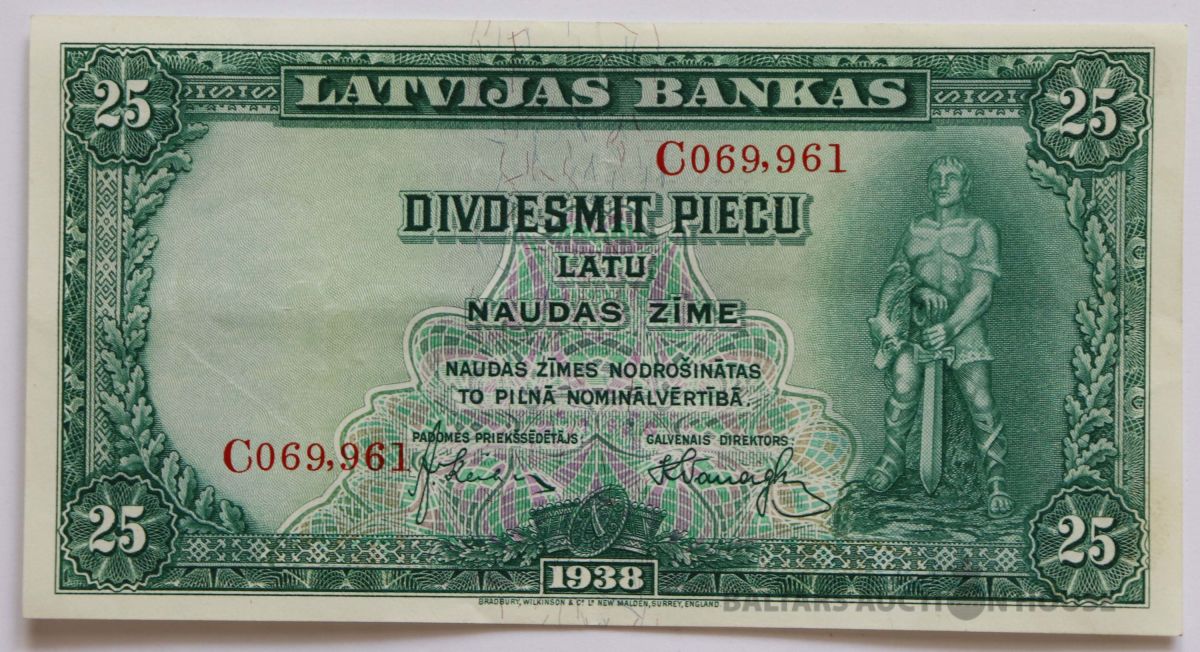 25 LATVIJAS BANKAS 25
C069,961
DIVDESMIT PIECU
LATU
NAUDAS ZĪME
NAUDAS ZĪMES NODROŠINĀTAS
TO PILNĀ NOMINĀLVĒRTĪBĀ.
C069,961
PADOMES PRIEKŠSĒDĒTĀJS: GALVENAIS DIREKTORS:
25 1938 25
BRADBURY, WILKINSON & Cº Lᴰ NEW MALDEN, SURREY, ENGLAND.
BALTARS AUCTION HOUSE